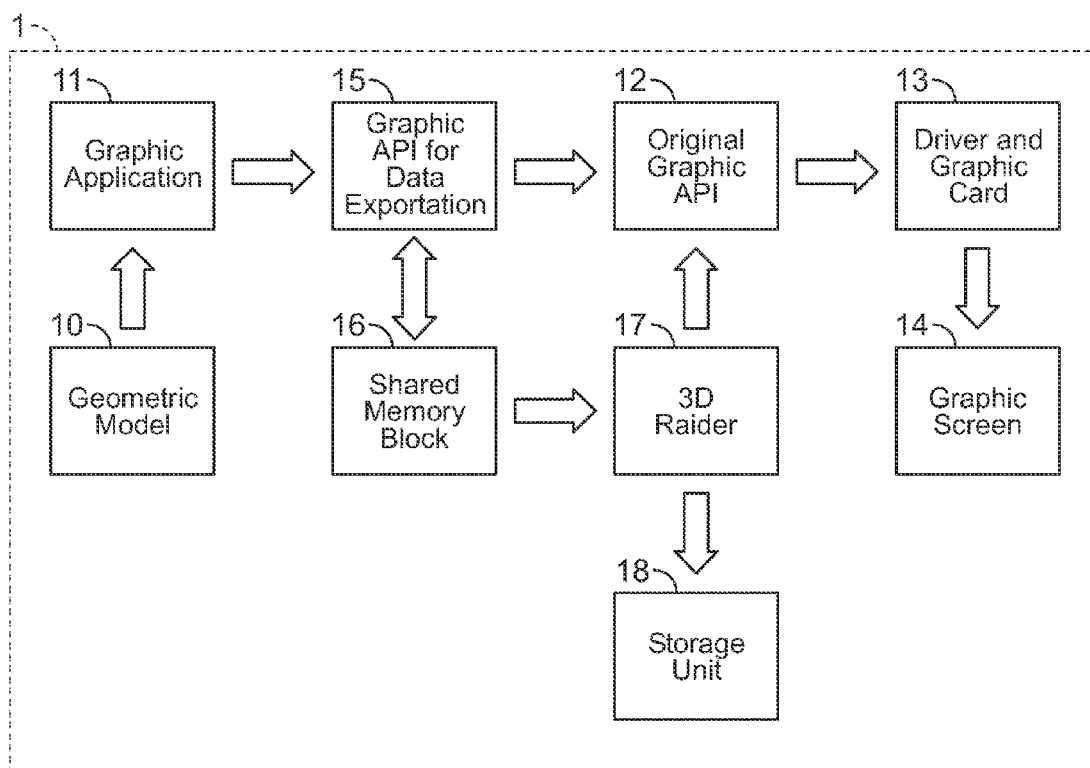 1
11
Graphic
Application
15
Graphic
API for
Data
Exportation
12
Original
Graphic
API
13
Driver and
Graphic
Card
10
Geometric
Model
16
Shared
Memory
Block
17
3D
Raider
14
Graphic
Screen
18
Storage
Unit